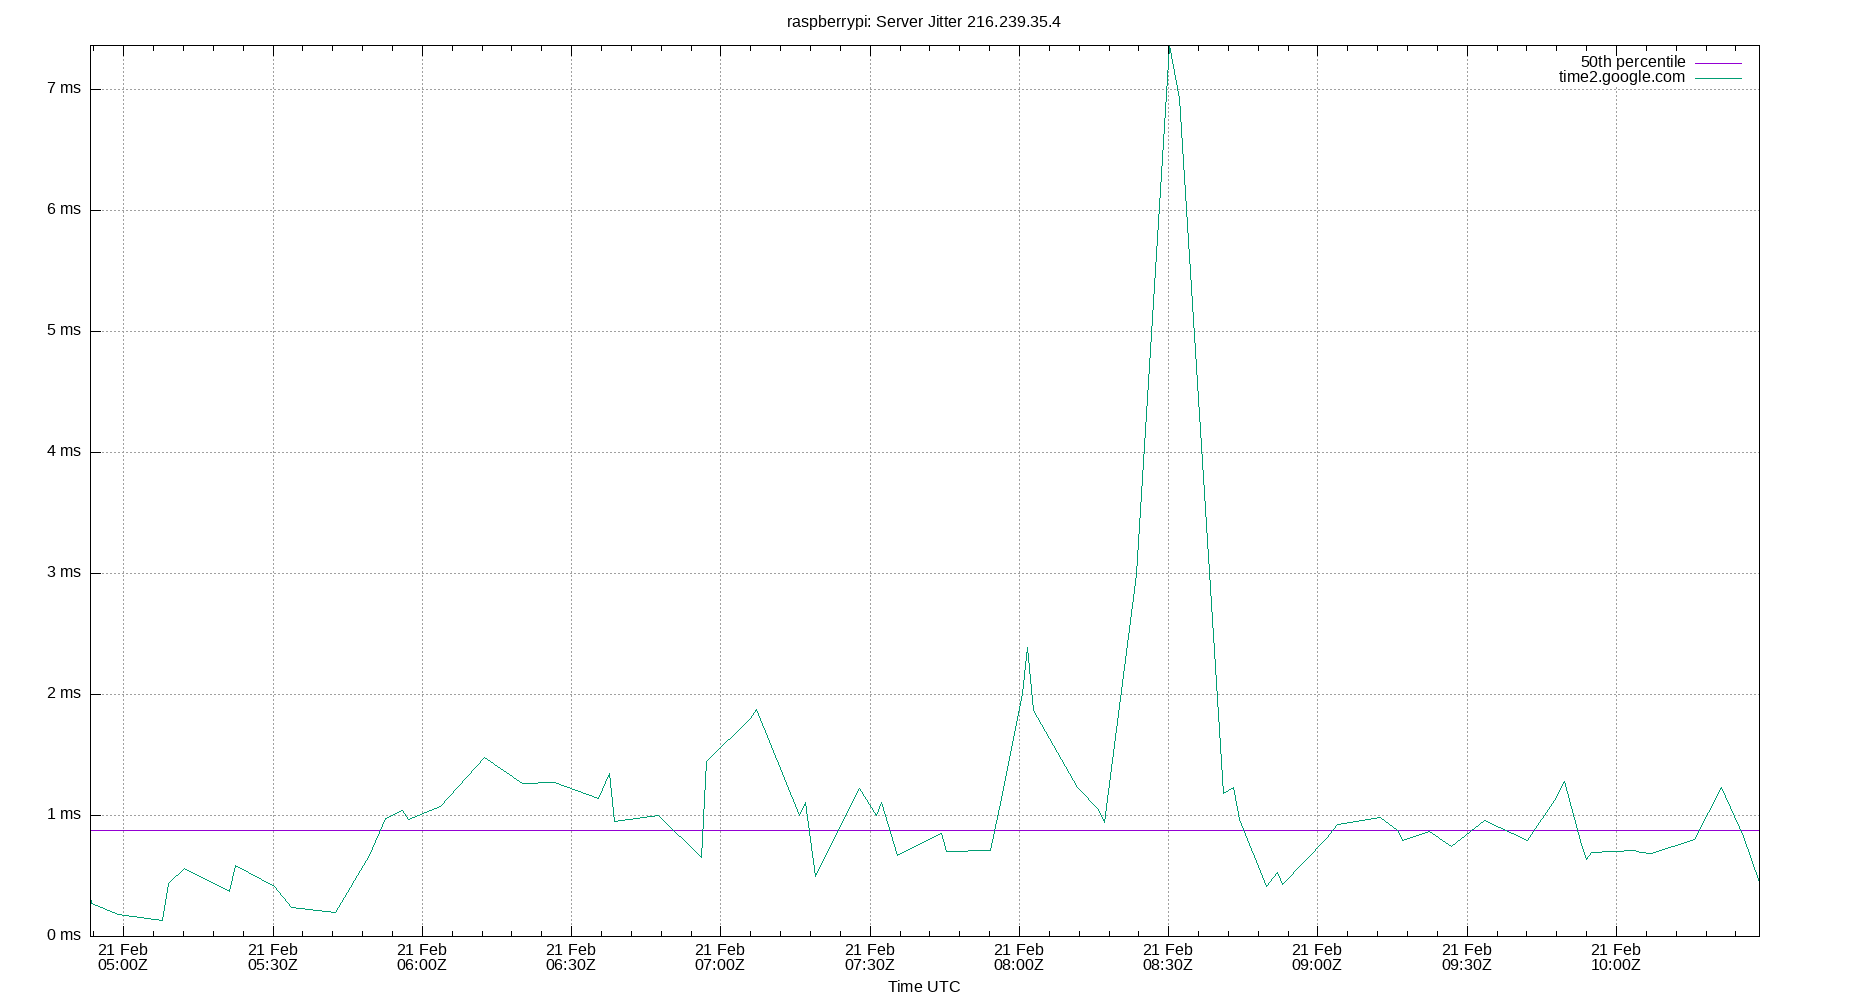 raspberrypi: Server Jitter 216.239.35.4
50th percentile
time2.google.com
7 ms
6 ms
5 ms
4 ms
3 ms
2 ms
1 ms
0 ms
21 Feb 21 Feb 21 Feb 21 Feb 21 Feb 21 Feb 21 Feb 21 Feb 21 Feb 21 Feb 21 Feb
05:00Z 05:30Z 06:00Z 06:30Z 07:00Z 07:30Z 08:00Z 08:30Z 09:00Z 09:30Z 10:00Z
Time UTC